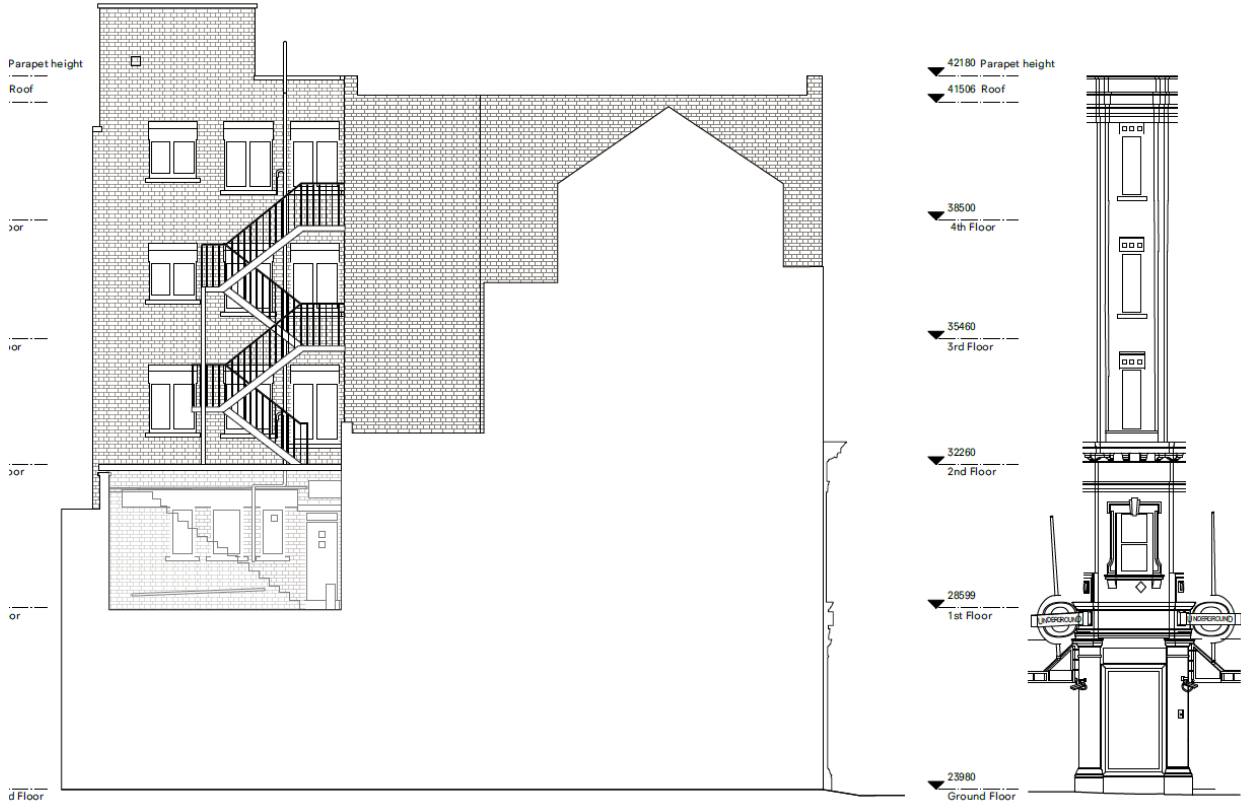 Parapet height
Roof
oor
oor
oor
oor
d Floor
42180 Parapet height
41506 Roof
38500
4th Floor
35460
3rd Floor
32260
2nd Floor
28599
1st Floor
UNDERGROUND
UNDERGROUND
23980
Ground Floor